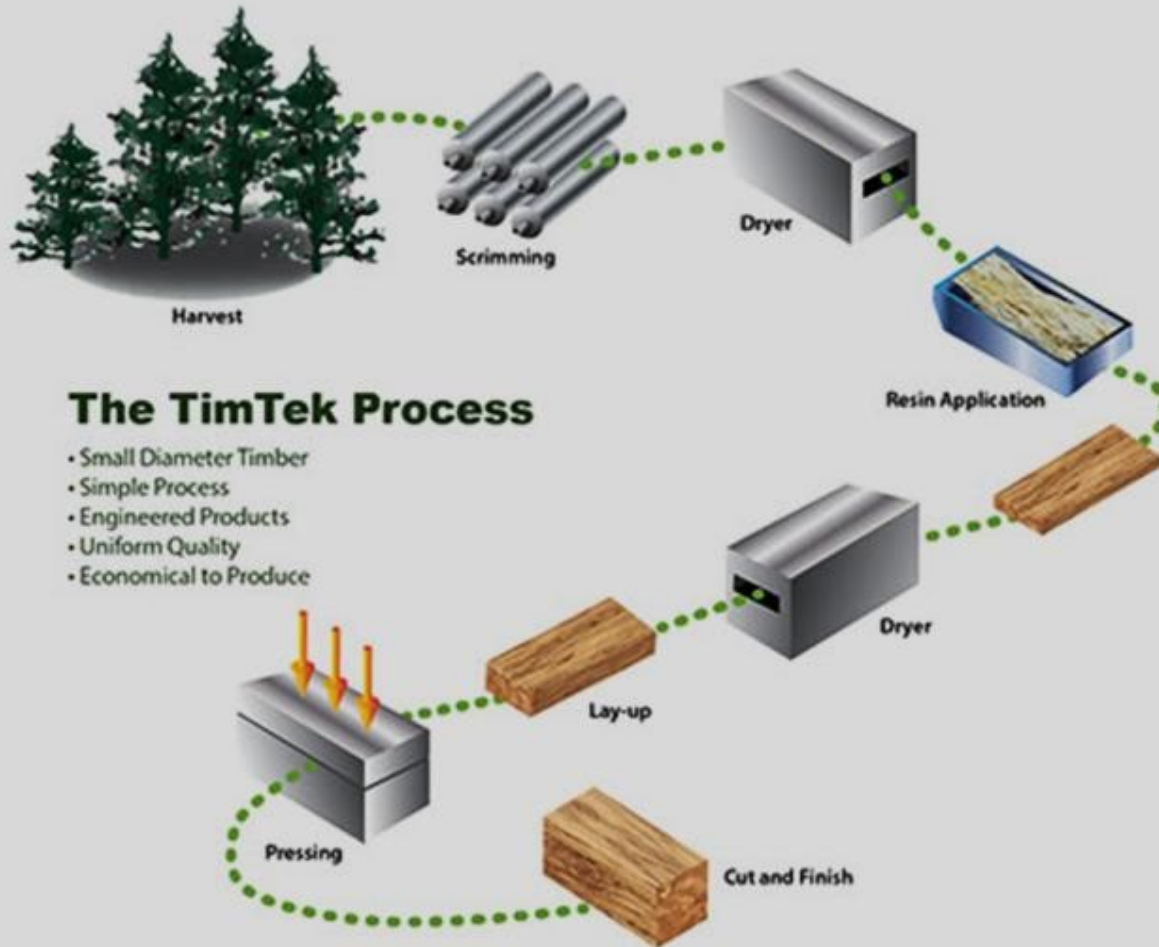 Harvest
Scrimming
Dryer
Resin Application
The TimTek Process
• Small Diameter Timber
• Simple Process
• Engineered Products
• Uniform Quality
• Economical to Produce
Dryer
Lay-up
Pressing
Cut and Finish